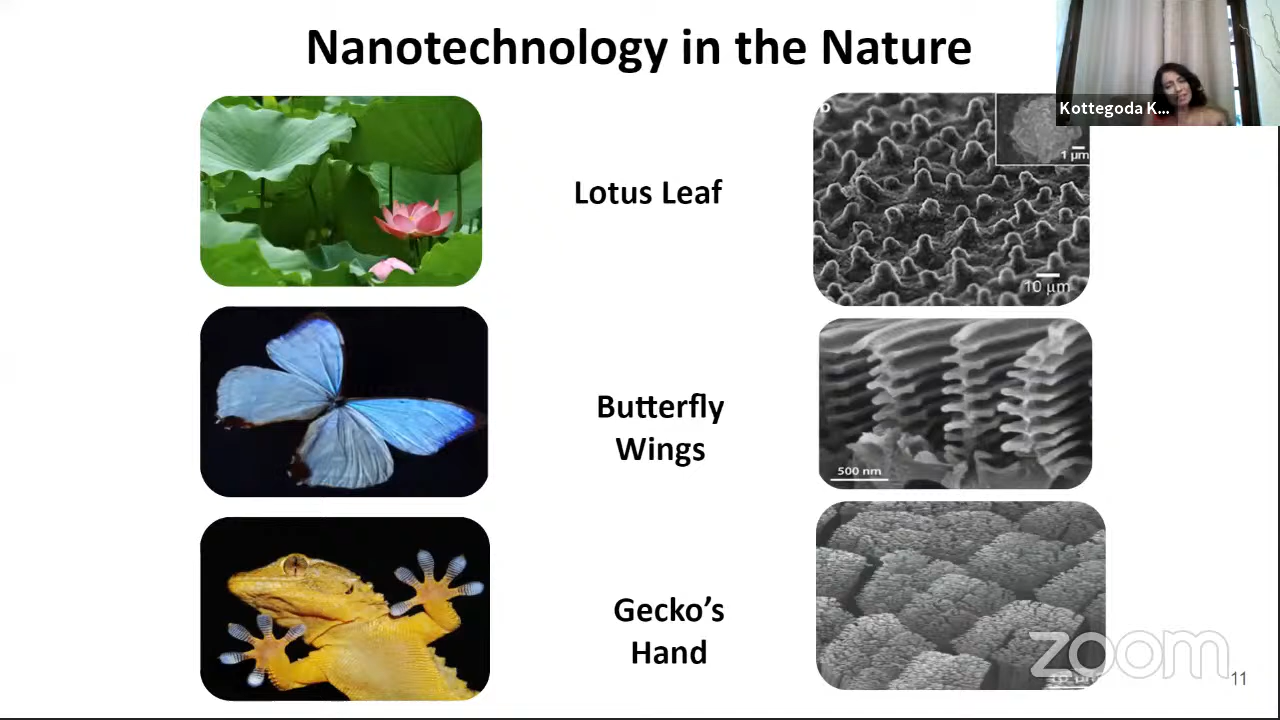 Nanotechnology in the Nature
Kottegoda K...
Lotus Leaf
1 µm
10 µm
Butterfly
Wings
500 nm
Gecko's
Hand
zoom
11